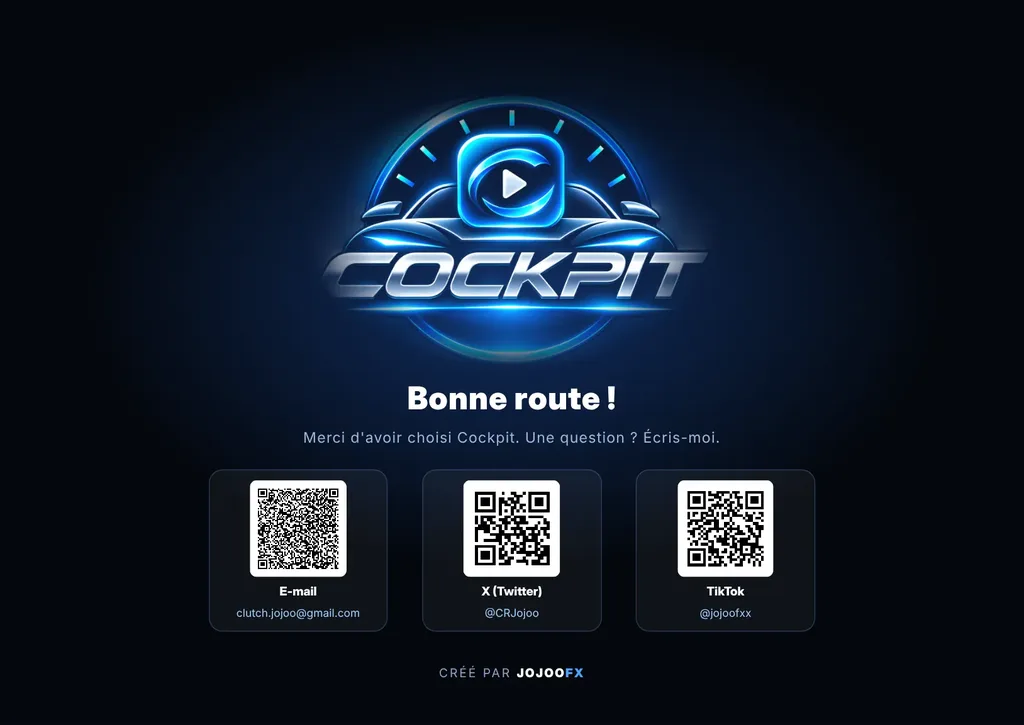 COCKPIT
Bonne route !
Merci d'avoir choisi Cockpit. Une question ? Écris-moi.
E-mail
clutch.jojoo@gmail.com
X (Twitter)
@CRJojoo
TikTok
@jojoofxx
CRÉÉ PAR JOJOOFX